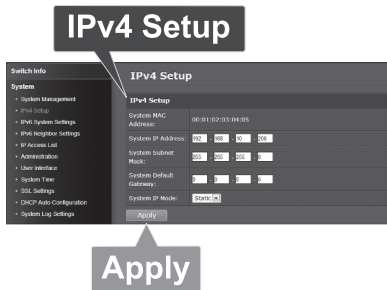 IPv4 Setup
Switch Info
System
System Management
IPv4 Setup
IPv6 System Settings
IPv6 Neighbor Settings
IP Access List
Administration
User Interface
System Time
SSL Settings
DHCP Auto Configuration
System Log Settings
IPv4 Setup
IPv4 Setup
System MAC Address: 00:01:02:03:04:05
System IP Address: 192 . 168 . 10 . 200
System Subnet Mask: 255 . 255 . 255 . 0
System Default Gateway: 0 . 0 . 0 . 0
System IP Mode: Static
Apply
Apply